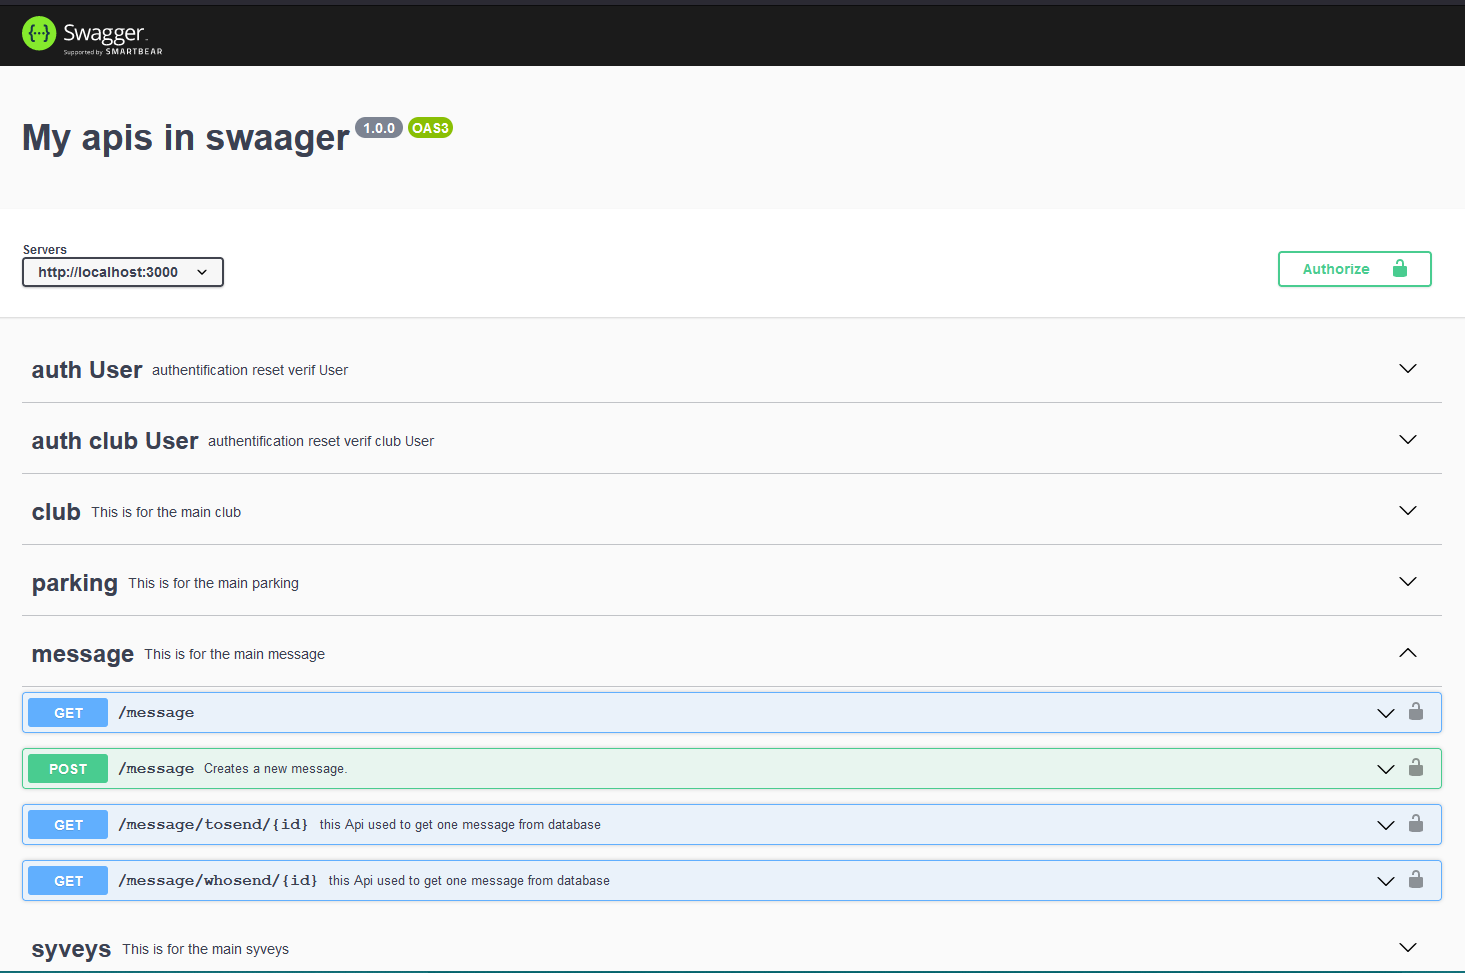 Swagger
Supported by SMARTBEAR
My apis in swaager 1.0.0 OAS3
Servers
http://localhost:3000
Authorize
auth User authentification reset verif User
auth club User authentification reset verif club User
club This is for the main club
parking This is for the main parking
message This is for the main message
GET /message
POST /message Creates a new message.
GET /message/tosend/{id} this Api used to get one message from database
GET /message/whosend/{id} this Api used to get one message from database
syveys This is for the main syveys